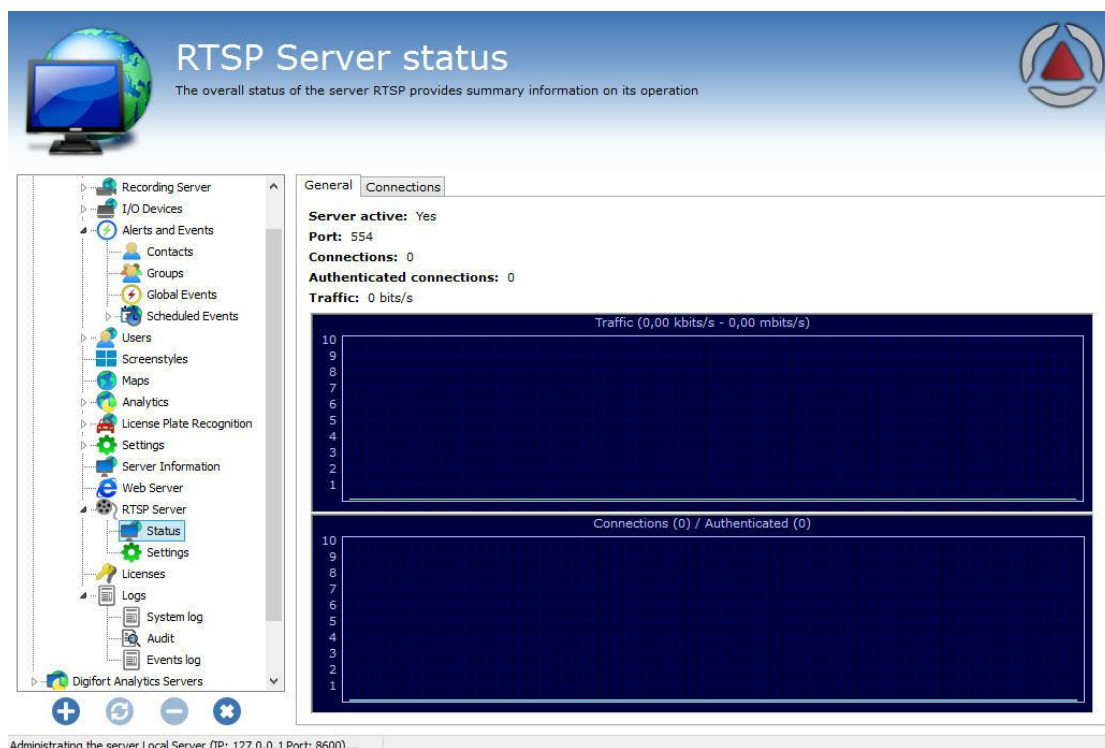 RTSP Server status
The overall status of the server RTSP provides summary information on its operation
Recording Server
I/O Devices
Alerts and Events
Contacts
Groups
Global Events
Scheduled Events
Users
Screenstyles
Maps
Analytics
License Plate Recognition
Settings
Server Information
Web Server
RTSP Server
Status
Settings
Licenses
Logs
System log
Audit
Events log
Digifort Analytics Servers
General Connections
Server active: Yes
Port: 554
Connections: 0
Authenticated connections: 0
Traffic: 0 bits/s
Traffic (0,00 kbits/s - 0,00 mbits/s)
10
9
8
7
6
5
4
3
2
1
Connections (0) / Authenticated (0)
10
9
8
7
6
5
4
3
2
1
Administrating the server Local Server (IP: 127.0.0.1 Port: 8600)...